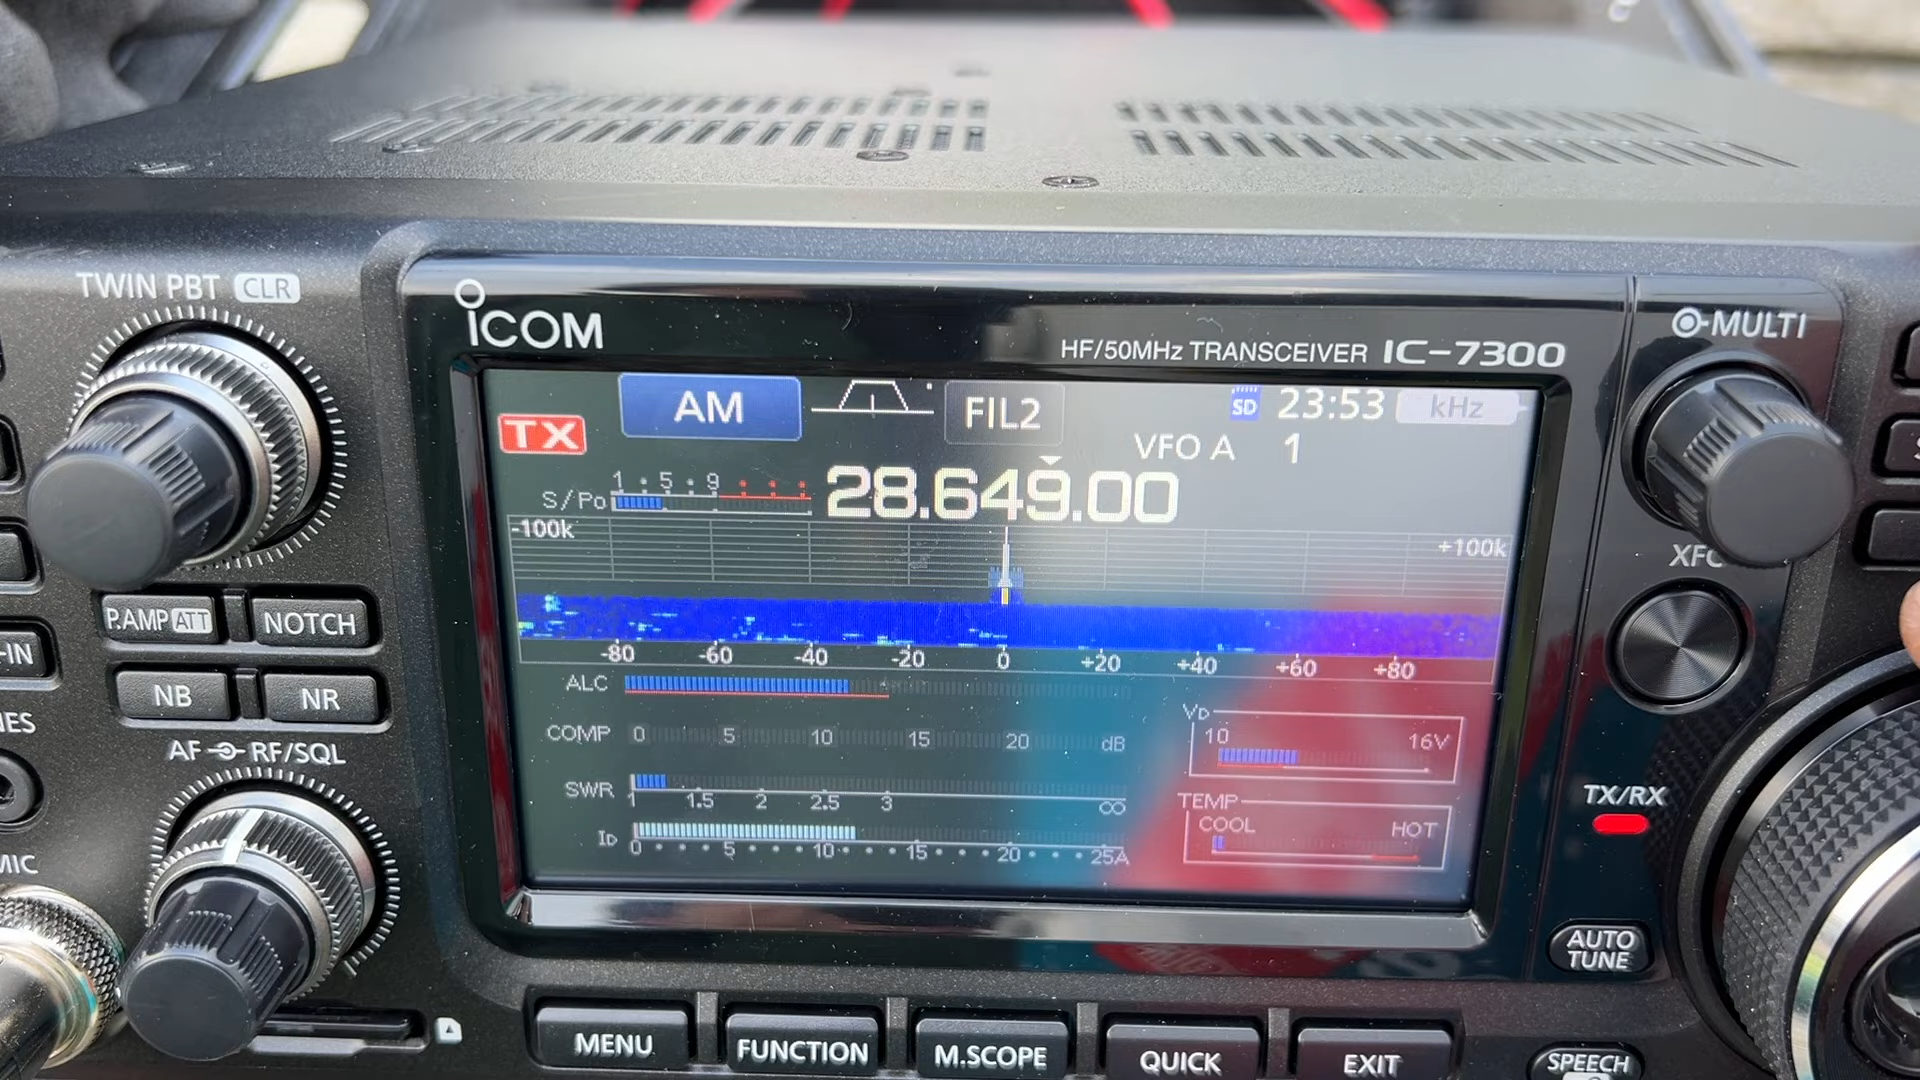 TWIN PBT CLR
ICOM
HF/50MHz TRANSCEIVER IC-7300
MULTI
TX
AM
FIL2
SD 23:53 kHz
VFO A 1
S/Po 1 5 9
28.649.00
-100k
+100k
-80 -60 -40 -20 0 +20 +40 +60 +80
ALC
COMP 0 5 10 15 20 dB
SWR 1 1.5 2 2.5 3 ∞
ID 0 5 10 15 20 25A
VD
10 16V
TEMP
COOL HOT
P.AMP ATT
NOTCH
-IN
NB
NR
AF RF/SQL
MIC
XFC
TX/RX
AUTO TUNE
MENU
FUNCTION
M.SCOPE
QUICK
EXIT
SPEECH